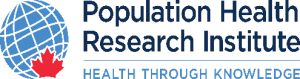 Population Health
Research Institute
HEALTH THROUGH KNOWLEDGE